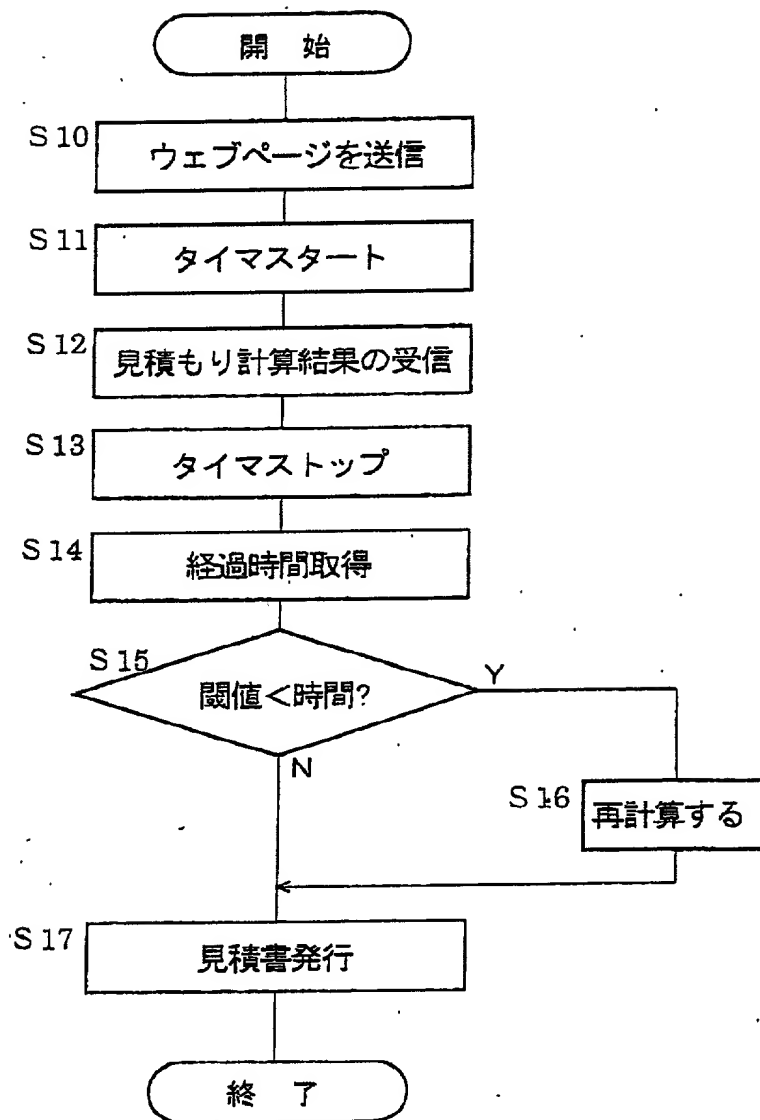 開始
S10
ウェブページを送信
S11
タイマスタート
S12
見積もり計算結果の受信
S13
タイマストップ
S14
経過時間取得
S15
閾値<時間?
Y
N
S16
再計算する
S17
見積書発行
終了